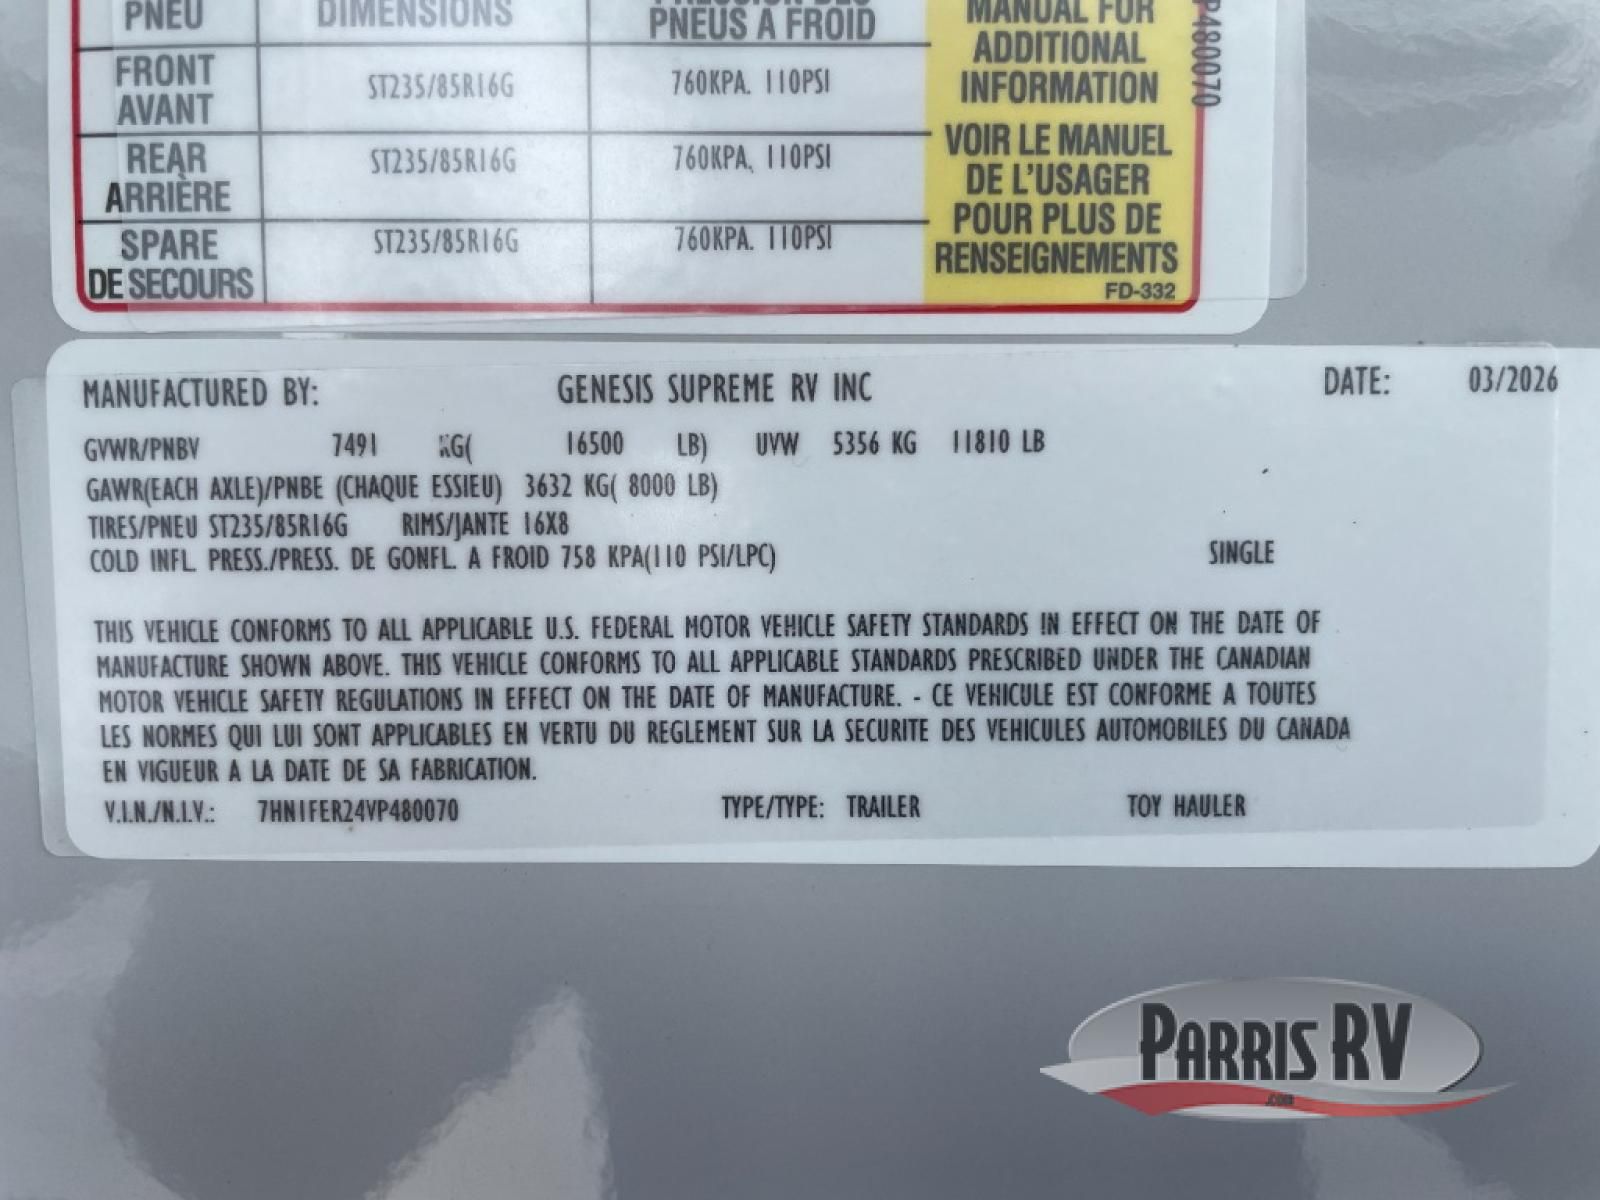 PNEU DIMENSIONS PRESSION DES
PNEUS A FROID
FRONT
AVANT ST235/85R16G 760KPA. 110PSI
REAR
ARRIÈRE ST235/85R16G 760KPA. 110PSI
SPARE
DE SECOURS ST235/85R16G 760KPA. 110PSI
MANUAL FOR
ADDITIONAL
INFORMATION
VOIR LE MANUEL
DE L'USAGER
POUR PLUS DE
RENSEIGNEMENTS
FD-332
P480070
MANUFACTURED BY: GENESIS SUPREME RV INC DATE: 03/2026
GVWR/PNBV 7491 KG( 16500 LB) UVW 5356 KG 11810 LB
GAWR(EACH AXLE)/PNBE (CHAQUE ESSIEU) 3632 KG( 8000 LB)
TIRES/PNEU ST235/85R16G RIMS/JANTE 16X8
COLD INFL. PRESS./PRESS. DE GONFL. A FROID 758 KPA(110 PSI/LPC) SINGLE
THIS VEHICLE CONFORMS TO ALL APPLICABLE U.S. FEDERAL MOTOR VEHICLE SAFETY STANDARDS IN EFFECT ON THE DATE OF
MANUFACTURE SHOWN ABOVE. THIS VEHICLE CONFORMS TO ALL APPLICABLE STANDARDS PRESCRIBED UNDER THE CANADIAN
MOTOR VEHICLE SAFETY REGULATIONS IN EFFECT ON THE DATE OF MANUFACTURE. - CE VEHICULE EST CONFORME A TOUTES
LES NORMES QUI LUI SONT APPLICABLES EN VERTU DU REGLEMENT SUR LA SECURITE DES VEHICULES AUTOMOBILES DU CANADA
EN VIGUEUR A LA DATE DE SA FABRICATION.
V.I.N./N.I.V.: 7HN1FER24VP480070 TYPE/TYPE: TRAILER TOY HAULER
PARRIS RV
.com